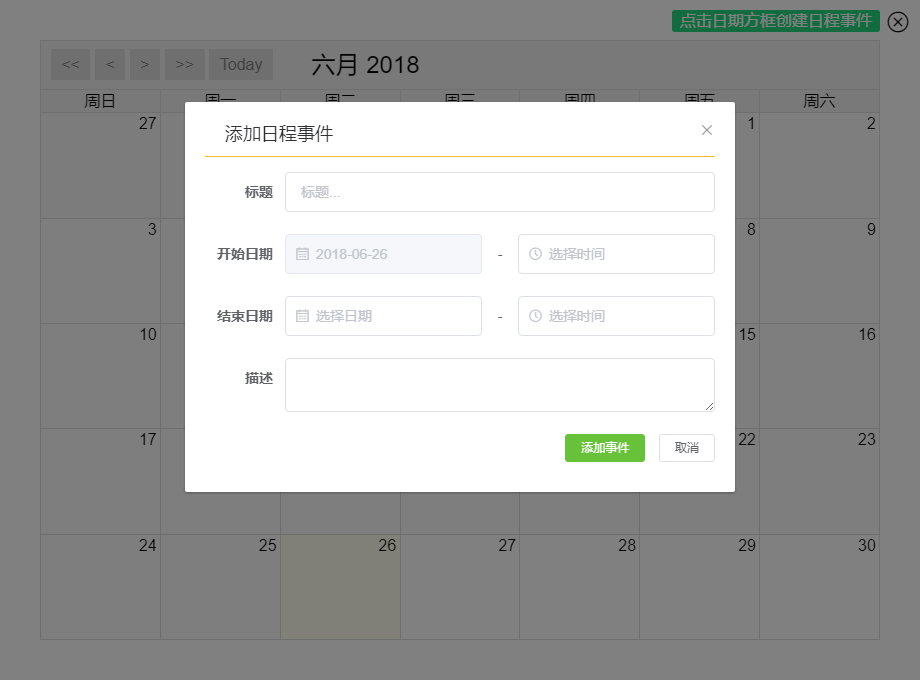 点击日期方框创建日程事件
<< < > >> Today 六月 2018
周日 周一 周二 周三 周四 周五 周六
27 1 2
添加日程事件
标题 标题...
3 8 9
开始日期 2018-06-26 - 选择时间
结束日期 选择日期 - 选择时间
10 15 16
描述
17 22 23
添加事件 取消
24 25 26 27 28 29 30